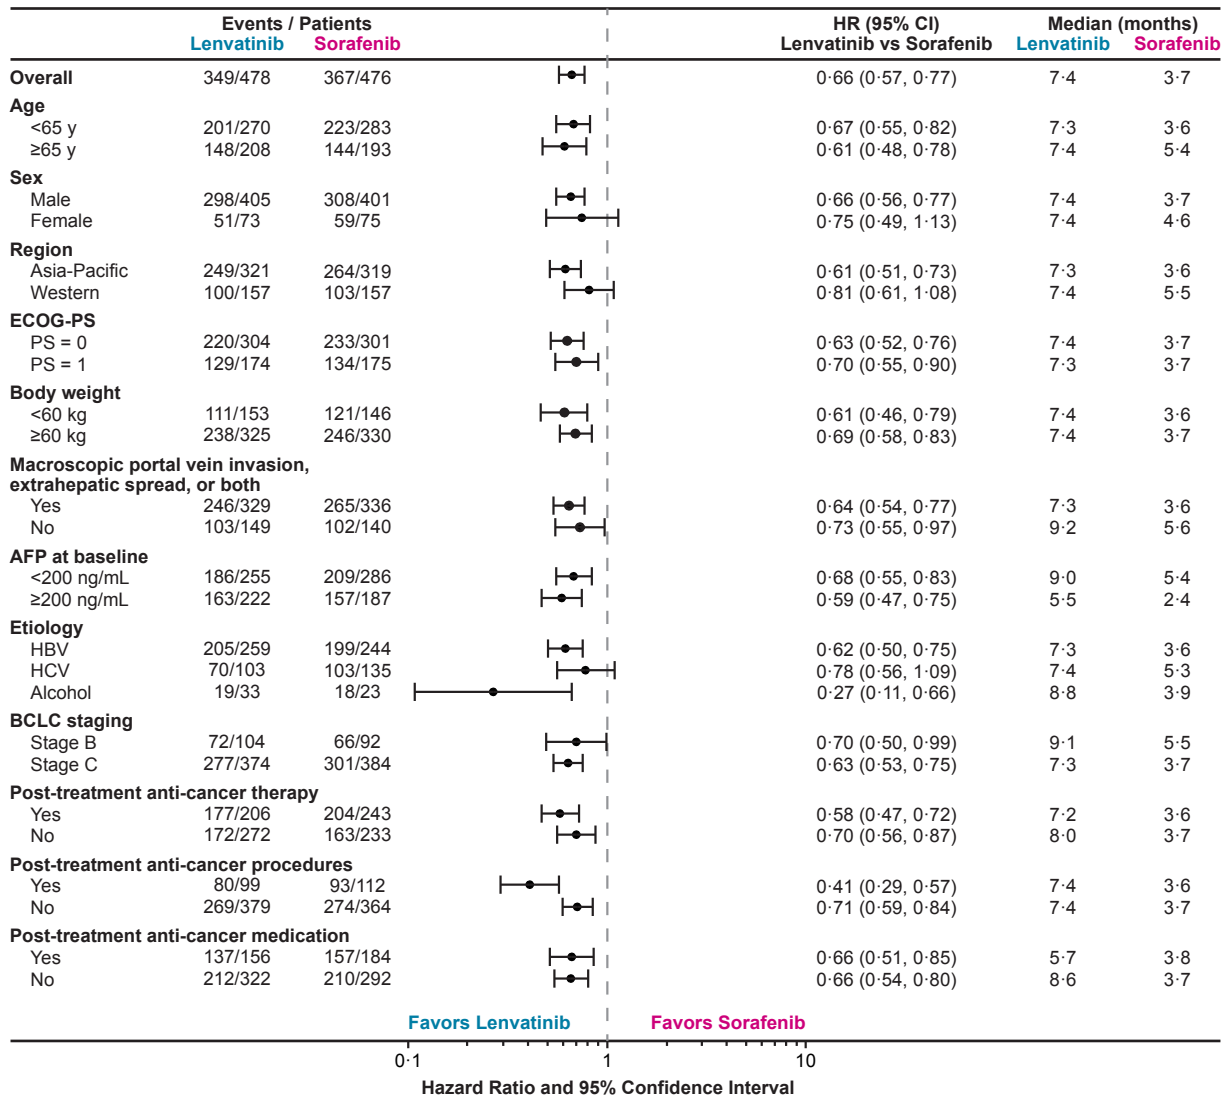 Events / Patients HR (95% CI) Median (months)
Lenvatinib Sorafenib Lenvatinib vs Sorafenib Lenvatinib Sorafenib
Overall 349/478 367/476 0·66 (0·57, 0·77) 7·4 3·7
Age
<65 y 201/270 223/283 0·67 (0·55, 0·82) 7·3 3·6
≥65 y 148/208 144/193 0·61 (0·48, 0·78) 7·4 5·4
Sex
Male 298/405 308/401 0·66 (0·56, 0·77) 7·4 3·7
Female 51/73 59/75 0·75 (0·49, 1·13) 7·4 4·6
Region
Asia-Pacific 249/321 264/319 0·61 (0·51, 0·73) 7·3 3·6
Western 100/157 103/157 0·81 (0·61, 1·08) 7·4 5·5
ECOG-PS
PS = 0 220/304 233/301 0·63 (0·52, 0·76) 7·4 3·7
PS = 1 129/174 134/175 0·70 (0·55, 0·90) 7·3 3·7
Body weight
<60 kg 111/153 121/146 0·61 (0·46, 0·79) 7·4 3·6
≥60 kg 238/325 246/330 0·69 (0·58, 0·83) 7·4 3·7
Macroscopic portal vein invasion,
extrahepatic spread, or both
Yes 246/329 265/336 0·64 (0·54, 0·77) 7·3 3·6
No 103/149 102/140 0·73 (0·55, 0·97) 9·2 5·6
AFP at baseline
<200 ng/mL 186/255 209/286 0·68 (0·55, 0·83) 9·0 5·4
≥200 ng/mL 163/222 157/187 0·59 (0·47, 0·75) 5·5 2·4
Etiology
HBV 205/259 199/244 0·62 (0·50, 0·75) 7·3 3·6
HCV 70/103 103/135 0·78 (0·56, 1·09) 7·4 5·3
Alcohol 19/33 18/23 0·27 (0·11, 0·66) 8·8 3·9
BCLC staging
Stage B 72/104 66/92 0·70 (0·50, 0·99) 9·1 5·5
Stage C 277/374 301/384 0·63 (0·53, 0·75) 7·3 3·7
Post-treatment anti-cancer therapy
Yes 177/206 204/243 0·58 (0·47, 0·72) 7·2 3·6
No 172/272 163/233 0·70 (0·56, 0·87) 8·0 3·7
Post-treatment anti-cancer procedures
Yes 80/99 93/112 0·41 (0·29, 0·57) 7·4 3·6
No 269/379 274/364 0·71 (0·59, 0·84) 7·4 3·7
Post-treatment anti-cancer medication
Yes 137/156 157/184 0·66 (0·51, 0·85) 5·7 3·8
No 212/322 210/292 0·66 (0·54, 0·80) 8·6 3·7
Favors Lenvatinib Favors Sorafenib
0·1 1 10
Hazard Ratio and 95% Confidence Interval